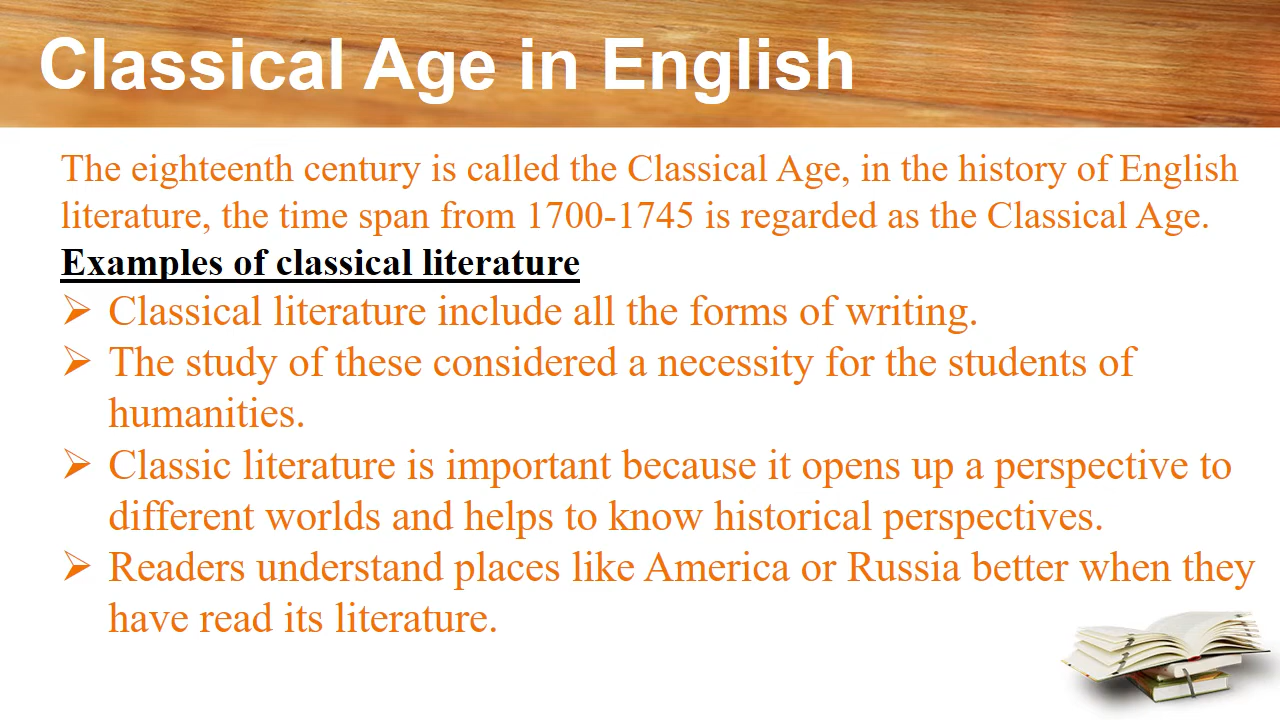 Classical Age in English
The eighteenth century is called the Classical Age, in the history of English
literature, the time span from 1700-1745 is regarded as the Classical Age.
Examples of classical literature
➢ Classical literature include all the forms of writing.
➢ The study of these considered a necessity for the students of
humanities.
➢ Classic literature is important because it opens up a perspective to
different worlds and helps to know historical perspectives.
➢ Readers understand places like America or Russia better when they
have read its literature.